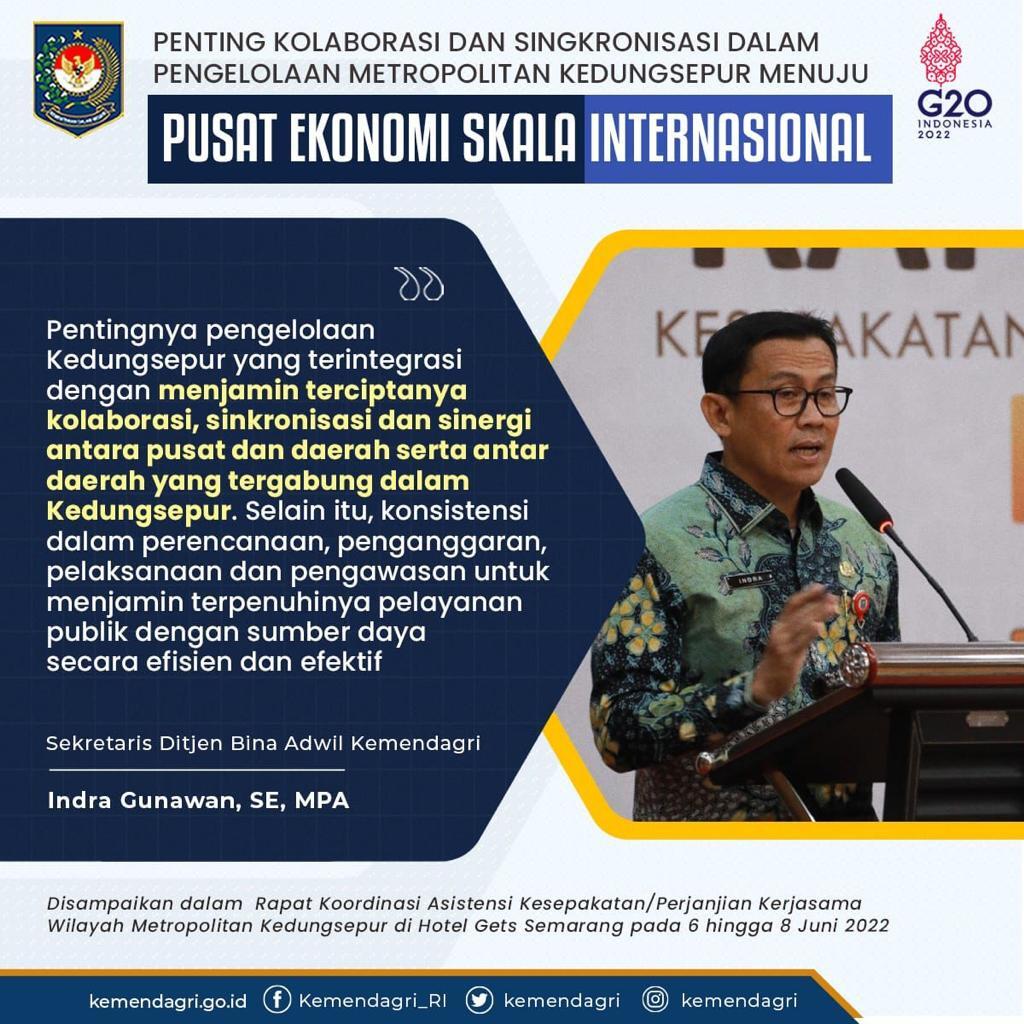 PENTING KOLABORASI DAN SINGKRONISASI DALAM
PENGELOLAAN METROPOLITAN KEDUNGSEPUR MENUJU
PUSAT EKONOMI SKALA INTERNASIONAL
G20
INDONESIA
2022
Pentingnya pengelolaan
Kedungsepur yang terintegrasi
dengan menjamin terciptanya
kolaborasi, sinkronisasi dan sinergi
antara pusat dan daerah serta antar
daerah yang tergabung dalam
Kedungsepur. Selain itu, konsistensi
dalam perencanaan, penganggaran,
pelaksanaan dan pengawasan untuk
menjamin terpenuhinya pelayanan
publik dengan sumber daya
secara efisien dan efektif
Sekretaris Ditjen Bina Adwil Kemendagri
Indra Gunawan, SE, MPA
INDRA
Disampaikan dalam Rapat Koordinasi Asistensi Kesepakatan/Perjanjian Kerjasama
Wilayah Metropolitan Kedungsepur di Hotel Gets Semarang pada 6 hingga 8 Juni 2022
kemendagri.go.id Kemendagri_RI kemendagri kemendagri